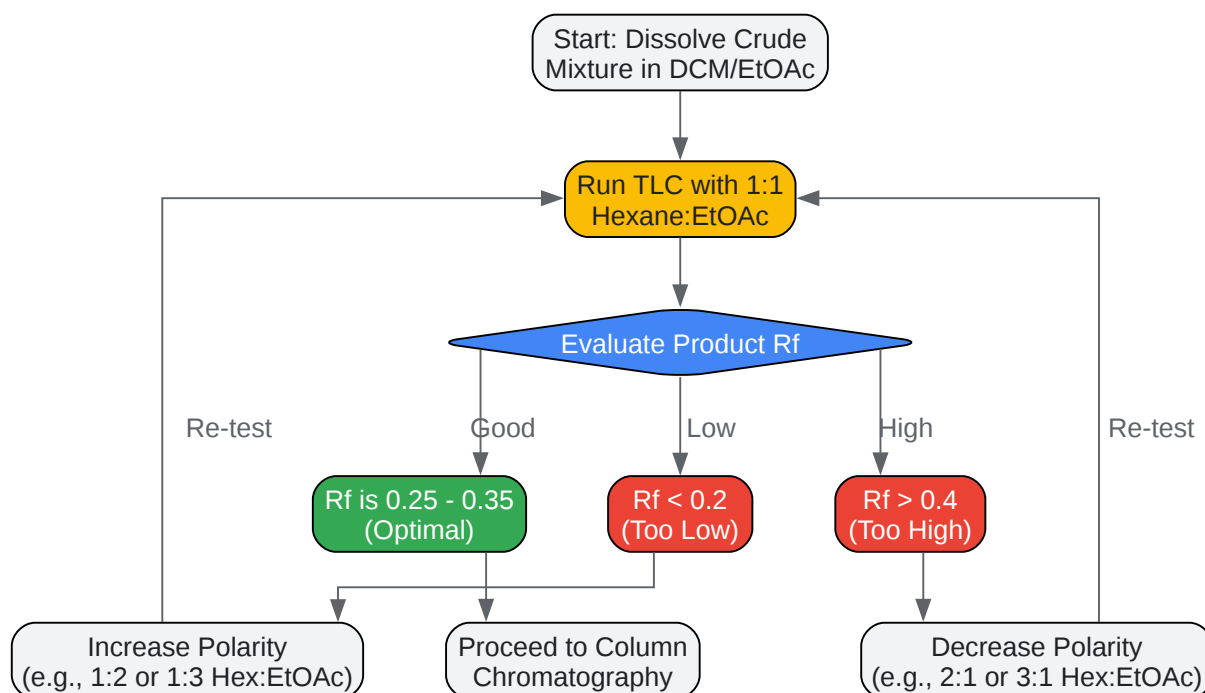 Start: Dissolve Crude
Mixture in DCM/EtOAc
Run TLC with 1:1
Hexane:EtOAc
Evaluate Product Rf
Re-test
Good
Low
High
Re-test
Rf is 0.25 - 0.35
(Optimal)
Rf < 0.2
(Too Low)
Rf > 0.4
(Too High)
Increase Polarity
(e.g., 1:2 or 1:3 Hex:EtOAc)
Proceed to Column
Chromatography
Decrease Polarity
(e.g., 2:1 or 3:1 Hex:EtOAc)